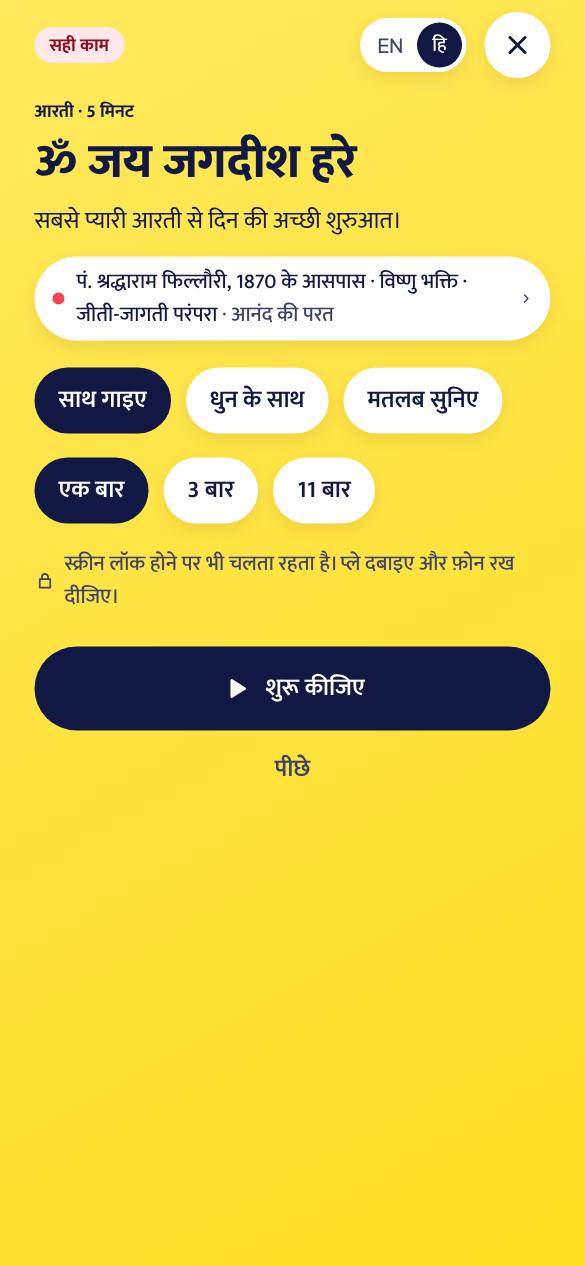 सही काम
EN हि
आरती · 5 मिनट
ॐ जय जगदीश हरे
सबसे प्यारी आरती से दिन की अच्छी शुरुआत।
पं. श्रद्धाराम फिल्लौरी, 1870 के आसपास · विष्णु भक्ति ·
जीती-जागती परंपरा · आनंद की परत
साथ गाइए धुन के साथ मतलब सुनिए
एक बार 3 बार 11 बार
स्क्रीन लॉक होने पर भी चलता रहता है। प्ले दबाइए और फ़ोन रख
दीजिए।
शुरू कीजिए
पीछे